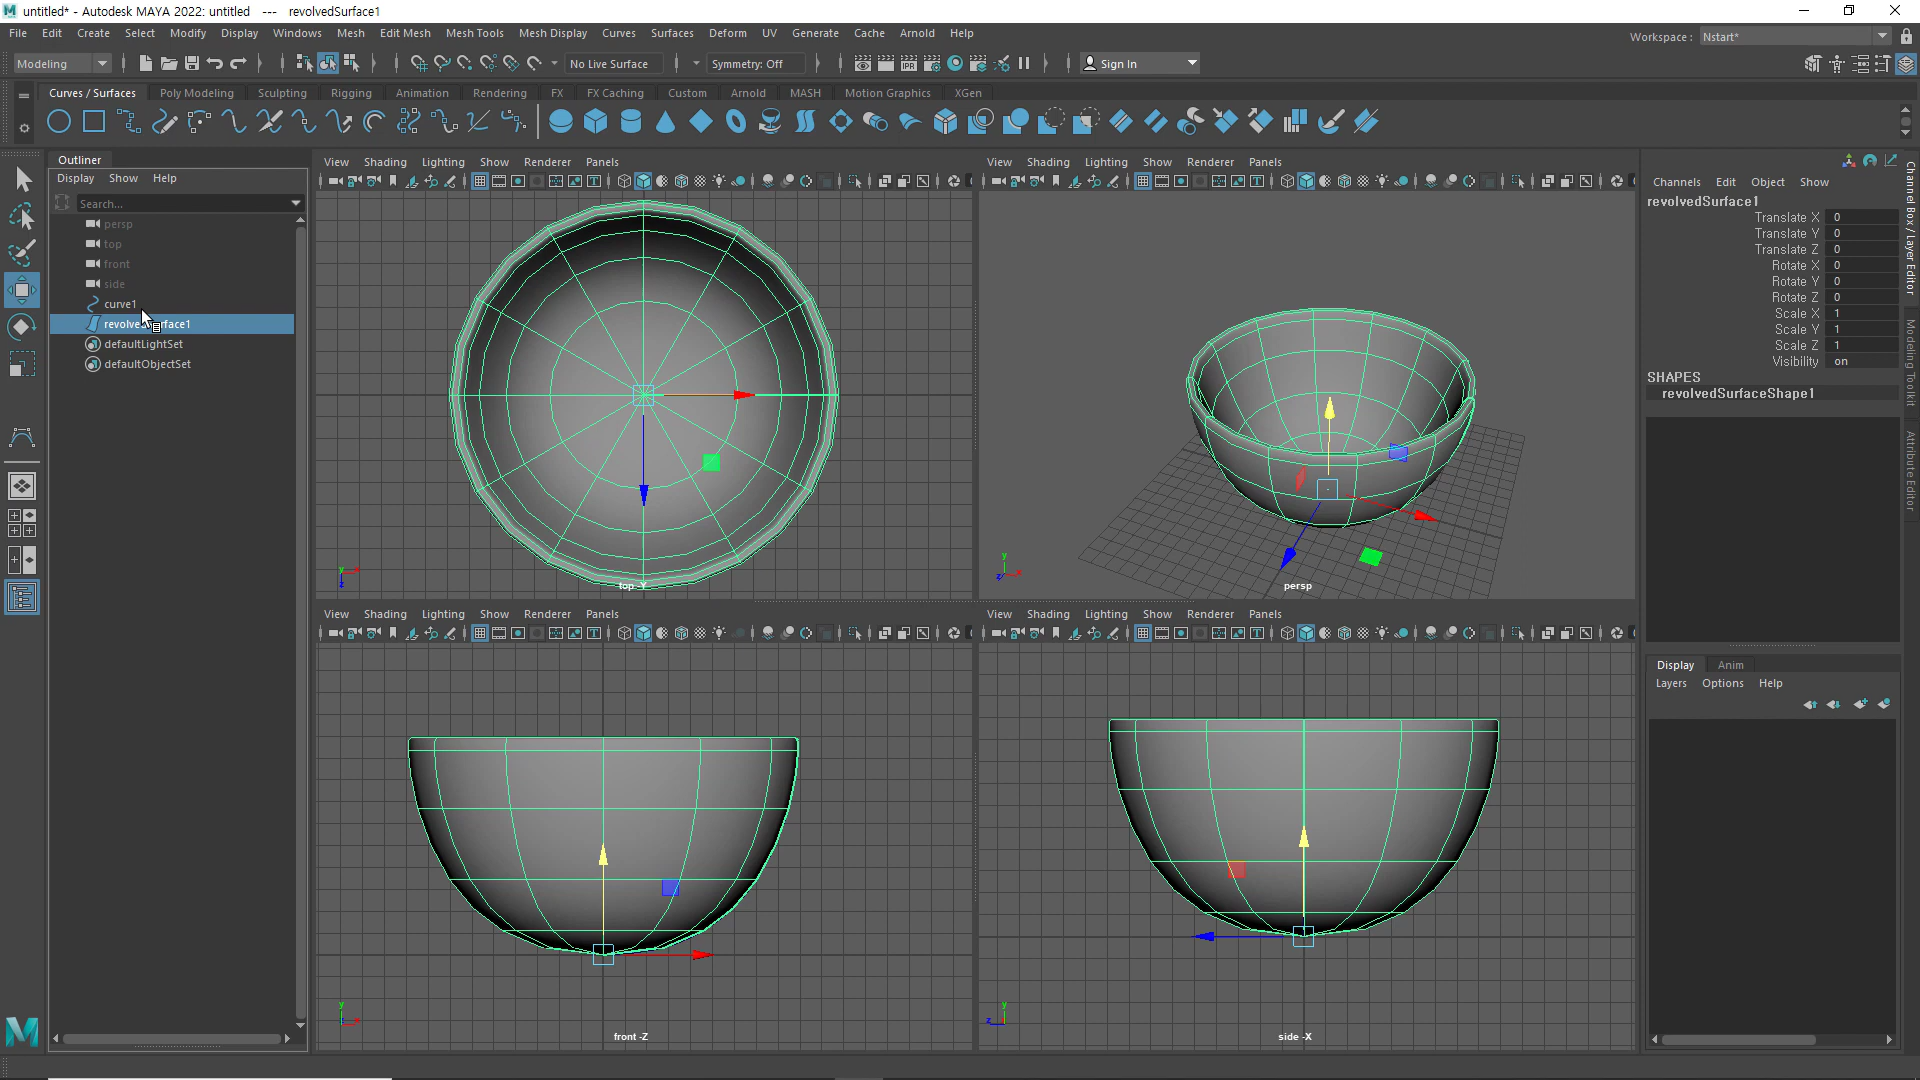 untitled* - Autodesk MAYA 2022: untitled --- revolvedSurface1
File Edit Create Select Modify Display Windows Mesh Edit Mesh Mesh Tools Mesh Display Curves Surfaces Deform UV Generate Cache Arnold Help
Workspace : Nstart*
Modeling No Live Surface Symmetry: Off IPR Sign In
Curves / Surfaces Poly Modeling Sculpting Rigging Animation Rendering FX FX Caching Custom Arnold MASH Motion Graphics XGen
Outliner
Display Show Help
Search...
persp
top
front
side
curve1
defaultLightSet
defaultObjectSet
View Shading Lighting Show Renderer Panels
top -Y
View Shading Lighting Show Renderer Panels
persp
View Shading Lighting Show Renderer Panels
front -Z
View Shading Lighting Show Renderer Panels
side -X
Channels Edit Object Show
revolvedSurface1
Translate X 0
Translate Y 0
Translate Z 0
Rotate X 0
Rotate Y 0
Rotate Z 0
Scale X 1
Scale Y 1
Scale Z 1
Visibility on
SHAPES
revolvedSurfaceShape1
Display Anim
Layers Options Help
Channel Box / Layer Editor
Modeling Toolkit
Attribute Editor